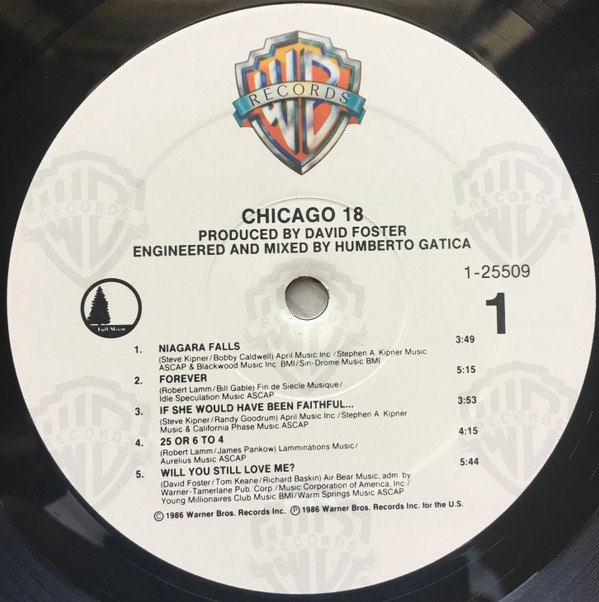 WB
RECORDS
CHICAGO 18
PRODUCED BY DAVID FOSTER
ENGINEERED AND MIXED BY HUMBERTO GATICA
1-25509
1
Full Moon
1. NIAGARA FALLS 3:49
(Steve Kipner/Bobby Caldwell) April Music Inc./Stephen A. Kipner Music
ASCAP & Blackwood Music Inc. BMI/Sin-Drome Music BMI
2. FOREVER 5:15
(Robert Lamm/Bill Gable) Fin de Siecle Musique/
Idle Speculation Music ASCAP
3. IF SHE WOULD HAVE BEEN FAITHFUL... 3:53
(Steve Kipner/Randy Goodrum) April Music Inc./Stephen A. Kipner
Music & California Phase Music ASCAP
4. 25 OR 6 TO 4 4:15
(Robert Lamm/James Pankow) Lamminations Music/
Aurelius Music ASCAP
5. WILL YOU STILL LOVE ME? 5:44
(David Foster/Tom Keane/Richard Baskin) Air Bear Music, adm. by
Warner-Tamerlane Pub. Corp./Music Corporation of America, Inc./
Young Millionaires Club Music BMI/Warm Springs Music ASCAP
© 1986 Warner Bros. Records Inc. ℗ 1986 Warner Bros. Records Inc. for the U.S.